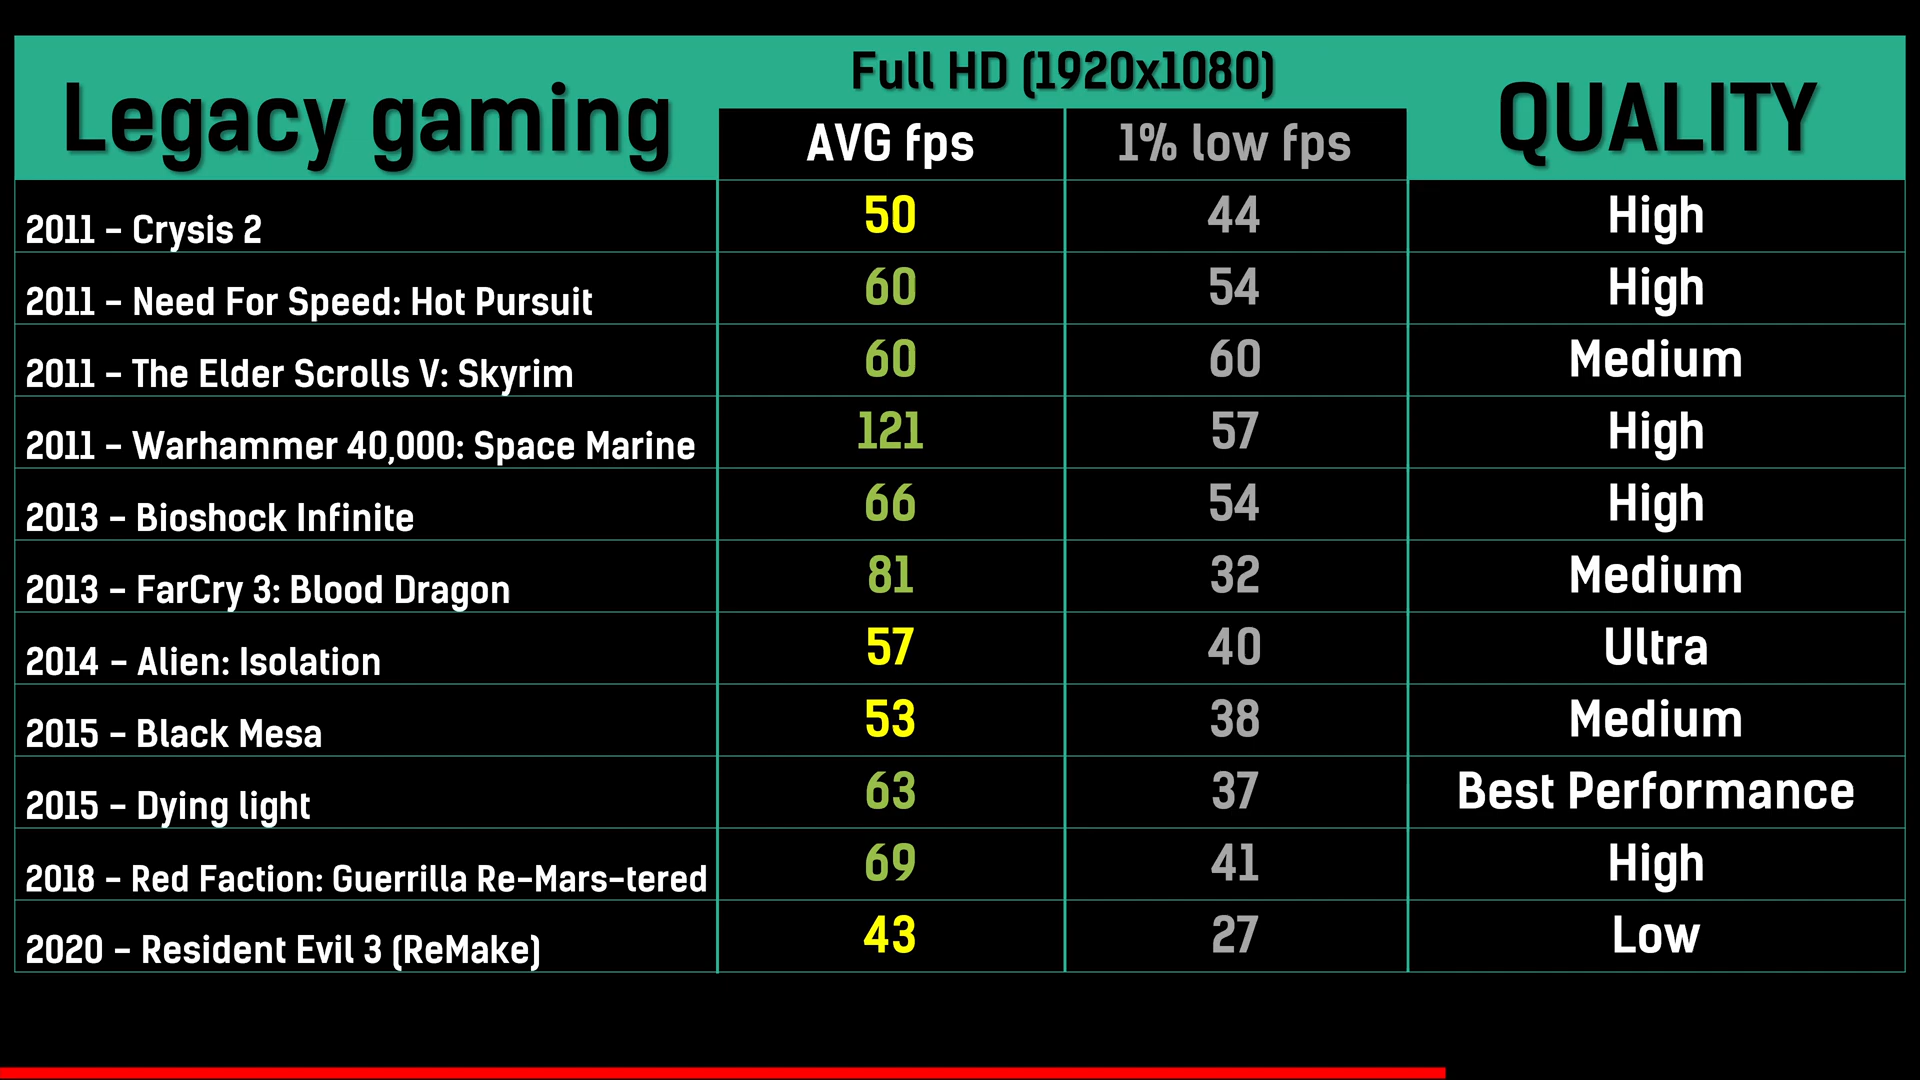 Legacy gaming
Full HD (1920x1080)
QUALITY
AVG fps
1% low fps
2011 - Crysis 2
50
44
High
2011 - Need For Speed: Hot Pursuit
60
54
High
2011 - The Elder Scrolls V: Skyrim
60
60
Medium
2011 - Warhammer 40,000: Space Marine
121
57
High
2013 - Bioshock Infinite
66
54
High
2013 - FarCry 3: Blood Dragon
81
32
Medium
2014 - Alien: Isolation
57
40
Ultra
2015 - Black Mesa
53
38
Medium
2015 - Dying light
63
37
Best Performance
2018 - Red Faction: Guerrilla Re-Mars-tered
69
41
High
2020 - Resident Evil 3 (ReMake)
43
27
Low